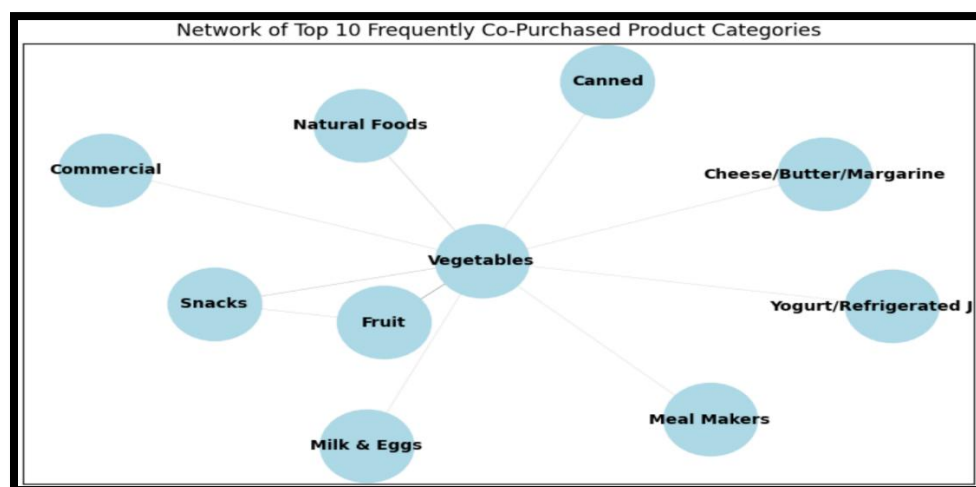 Network of Top 10 Frequently Co-Purchased Product Categories
Canned
Natural Foods
Commercial
Cheese/Butter/Margarine
Vegetables
Snacks
Fruit
Yogurt/Refrigerated J
Milk & Eggs
Meal Makers